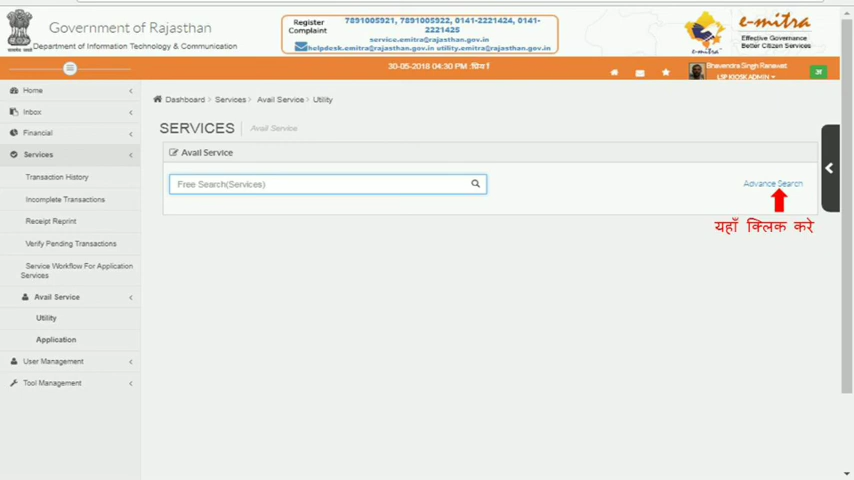 Government of Rajasthan
Department of Information Technology & Communication
Register
Complaint
7891005921, 7891005922, 0141-2221424, 0141-
2221425
service.emitra@rajasthan.gov.in
helpdesk.emitra@rajasthan.gov.in utility.emitra@rajasthan.gov.in
e-mitra
e-mitra
Effective Governance
Better Citizen Services
30-05-2018 04:30 PM
Bhavendra Singh Ranawat
LSP KIOSK ADMIN
Home
Inbox
Financial
Services
Transaction History
Incomplete Transactions
Receipt Reprint
Verify Pending Transactions
Service Workflow For Application
Services
Avail Service
Utility
Application
User Management
Tool Management
Dashboard Services> Avail Service> Utility
SERVICES Avail Service
Avail Service
Free Search(Services)
Advance Search
यहाँ क्लिक करे